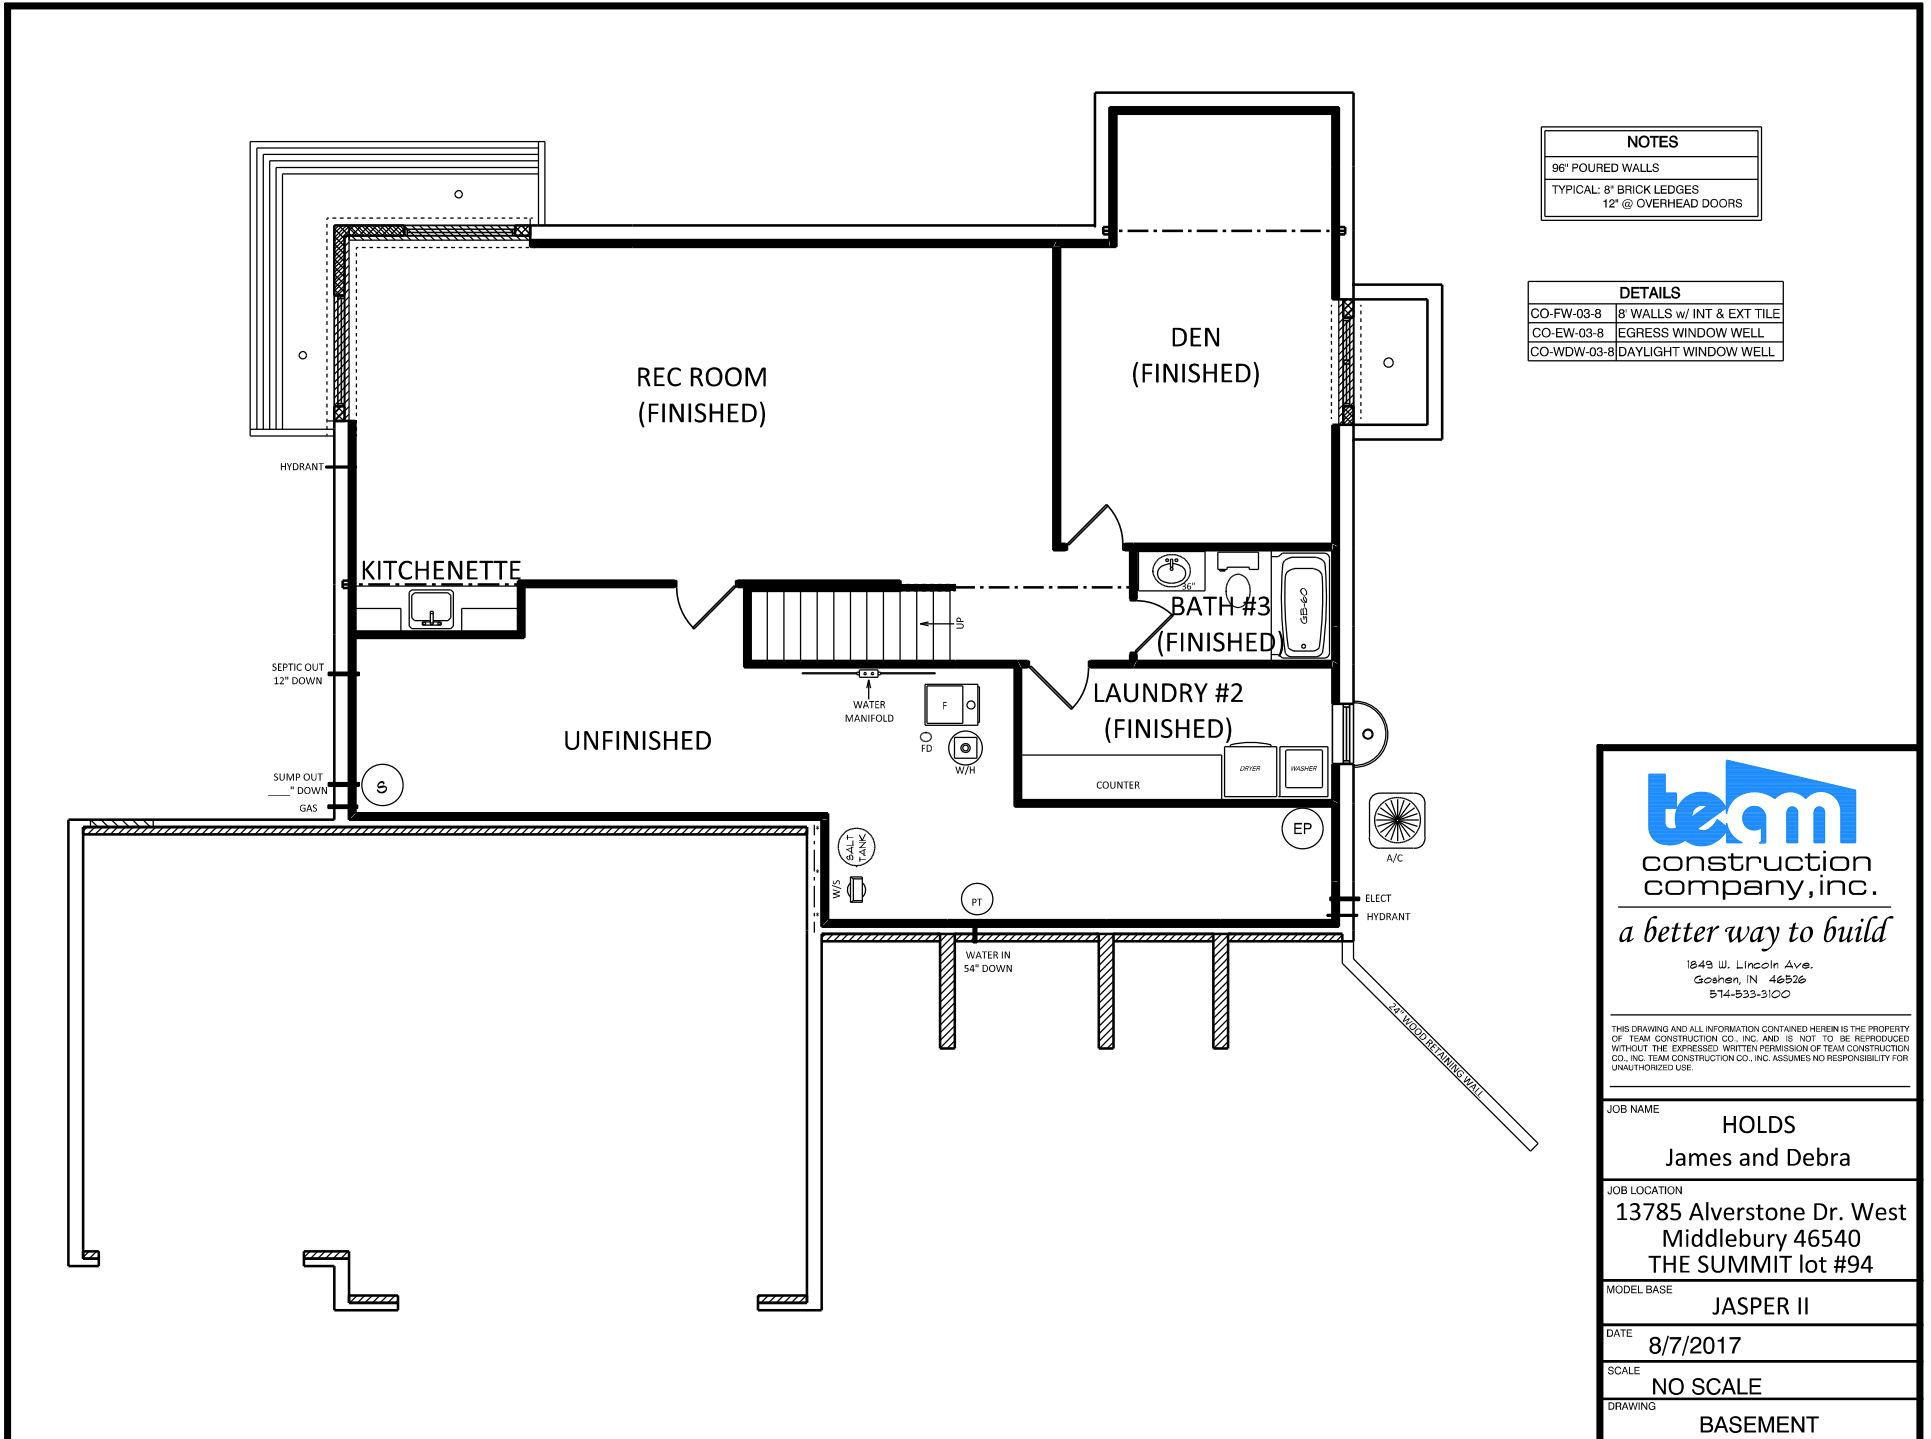 NOTES
96" POURED WALLS
TYPICAL: 8" BRICK LEDGES
12" @ OVERHEAD DOORS
DETAILS
CO-FW-03-8 8' WALLS w/ INT & EXT TILE
CO-EW-03-8 EGRESS WINDOW WELL
CO-WDW-03-8 DAYLIGHT WINDOW WELL
DEN
(FINISHED)
REC ROOM
(FINISHED)
HYDRANT
KITCHENETTE
36"
GB-60
BATH #3
(FINISHED)
UP
SEPTIC OUT
12" DOWN
WATER
MANIFOLD
F
FD
W/H
LAUNDRY #2
(FINISHED)
UNFINISHED
DRYER
WASHER
COUNTER
SUMP OUT
____" DOWN
GAS
S
SALT
TANK
W/S
EP
A/C
PT
ELECT
HYDRANT
WATER IN
54" DOWN
24" WOOD RETAINING WALL
team
construction
company, inc.
a better way to build
1849 W. Lincoln Ave.
Goshen, IN 46526
574-533-3100
THIS DRAWING AND ALL INFORMATION CONTAINED HEREIN IS THE PROPERTY
OF TEAM CONSTRUCTION CO., INC. AND IS NOT TO BE REPRODUCED
WITHOUT THE EXPRESSED WRITTEN PERMISSION OF TEAM CONSTRUCTION
CO., INC. TEAM CONSTRUCTION CO., INC. ASSUMES NO RESPONSIBILITY FOR
UNAUTHORIZED USE.
JOB NAME
HOLDS
James and Debra
JOB LOCATION
13785 Alverstone Dr. West
Middlebury 46540
THE SUMMIT lot #94
MODEL BASE
JASPER II
DATE
8/7/2017
SCALE
NO SCALE
DRAWING
BASEMENT